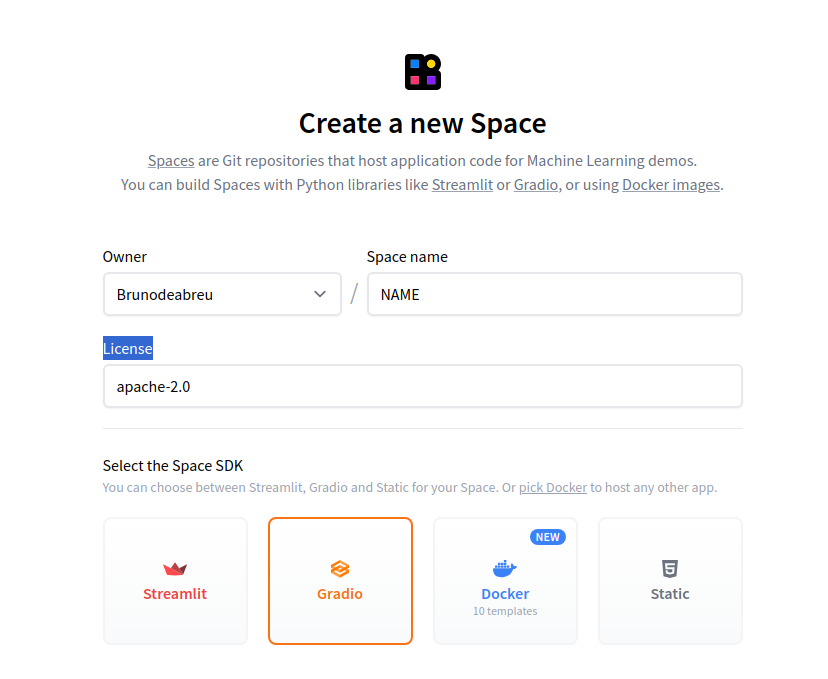 Create a new Space
Spaces are Git repositories that host application code for Machine Learning demos.
You can build Spaces with Python libraries like Streamlit or Gradio, or using Docker images.
Owner
Space name
Brunodeabreu
/
NAME
License
apache-2.0
Select the Space SDK
You can choose between Streamlit, Gradio and Static for your Space. Or pick Docker to host any other app.
Streamlit
Gradio
NEW
Docker
10 templates
Static